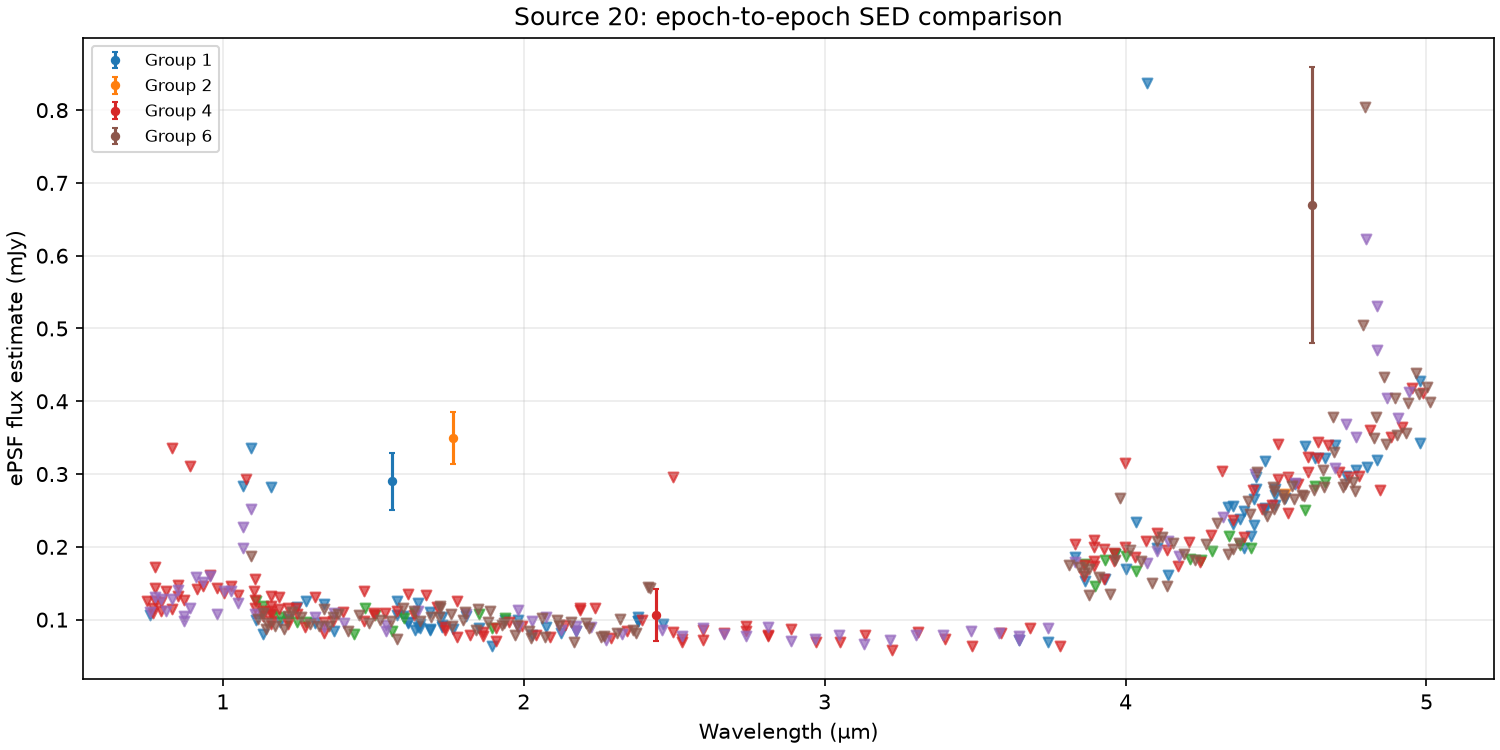 Source 20: epoch-to-epoch SED comparison
Group 1
Group 2
Group 4
Group 6
ePSF flux estimate (mJy)
0.8
0.7
0.6
0.5
0.4
0.3
0.2
0.1
1
2
3
4
5
Wavelength (μm)